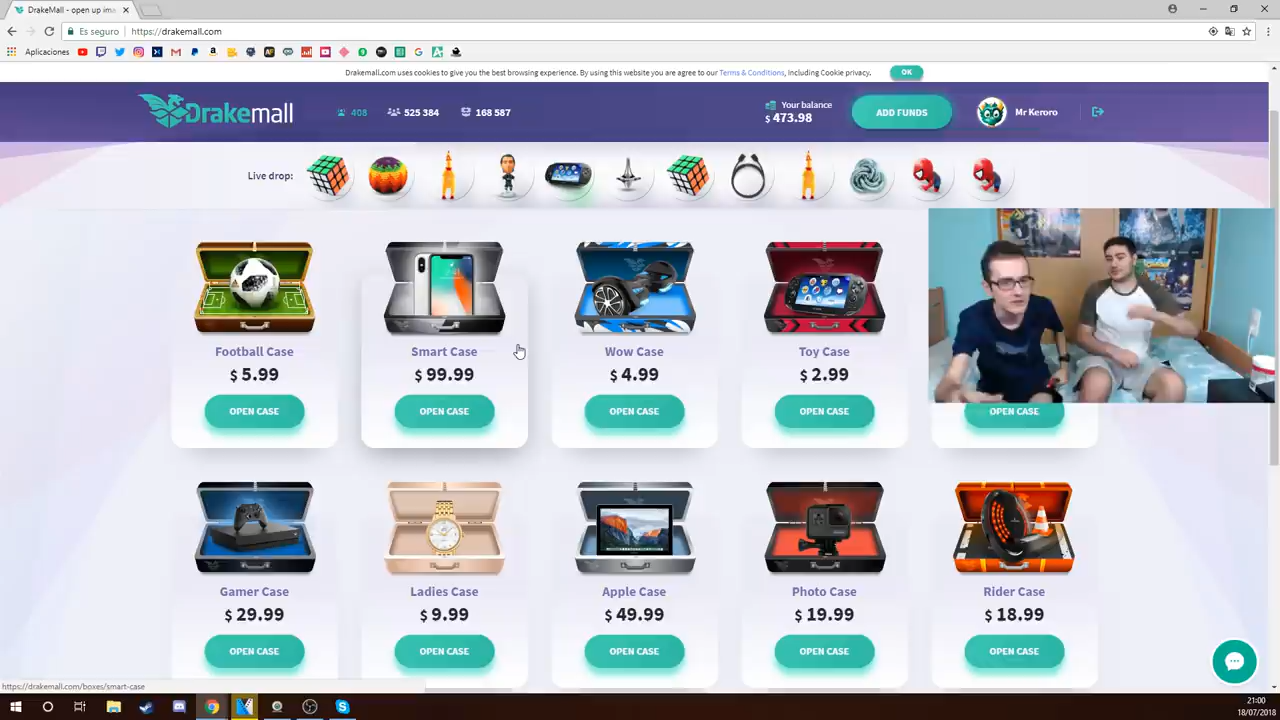 DrakeMall - open up ima
Es seguro https://drakemall.com
Aplicaciones
Drakemall.com uses cookies to give you the best browsing experience. By using this website you are agree to our Terms & Conditions, Including Cookie privacy. OK
Drakemall 408 525 384 168 587 Your balance $ 473.98 ADD FUNDS Mr Keroro
Live drop:
Football Case Smart Case Wow Case Toy Case
$ 5.99 $ 99.99 $ 4.99 $ 2.99
OPEN CASE OPEN CASE OPEN CASE OPEN CASE OPEN CASE
Gamer Case Ladies Case Apple Case Photo Case Rider Case
$ 29.99 $ 9.99 $ 49.99 $ 19.99 $ 18.99
OPEN CASE OPEN CASE OPEN CASE OPEN CASE OPEN CASE
https://drakemall.com/boxes/smart-case
21:00
18/07/2018